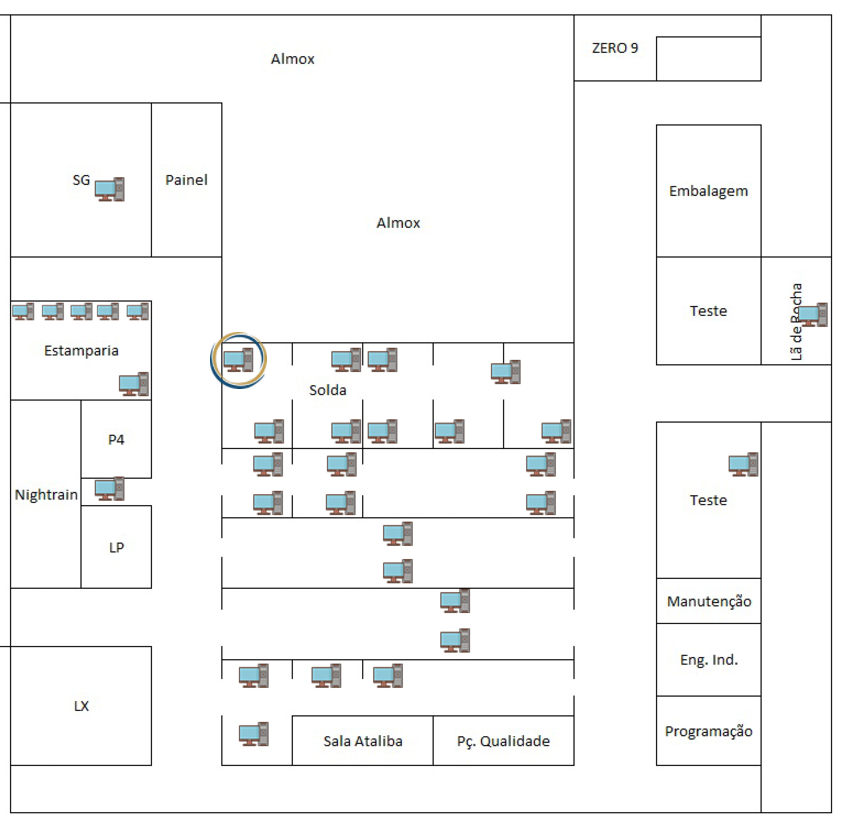 ZERO 9
Almox
SG
Painel
Embalagem
Almox
Teste
Lã de Rocha
Estamparia
Solda
P4
Nightrain
Teste
LP
Manutenção
Eng. Ind.
LX
Programação
Sala Ataliba
Pç. Qualidade